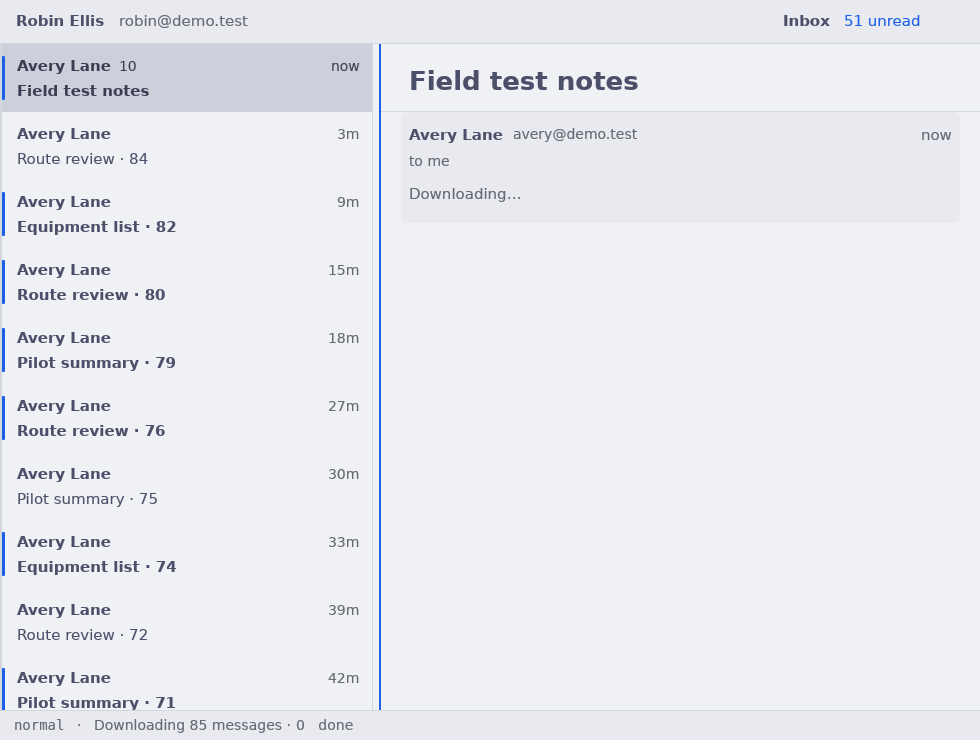 Robin Ellis robin@demo.test Inbox 51 unread
Avery Lane 10 now
Field test notes
Avery Lane 3m
Route review · 84
Avery Lane 9m
Equipment list · 82
Avery Lane 15m
Route review · 80
Avery Lane 18m
Pilot summary · 79
Avery Lane 27m
Route review · 76
Avery Lane 30m
Pilot summary · 75
Avery Lane 33m
Equipment list · 74
Avery Lane 39m
Route review · 72
Avery Lane 42m
Pilot summary · 71
Field test notes
Avery Lane avery@demo.test now
to me
Downloading…
normal · Downloading 85 messages · 0 done